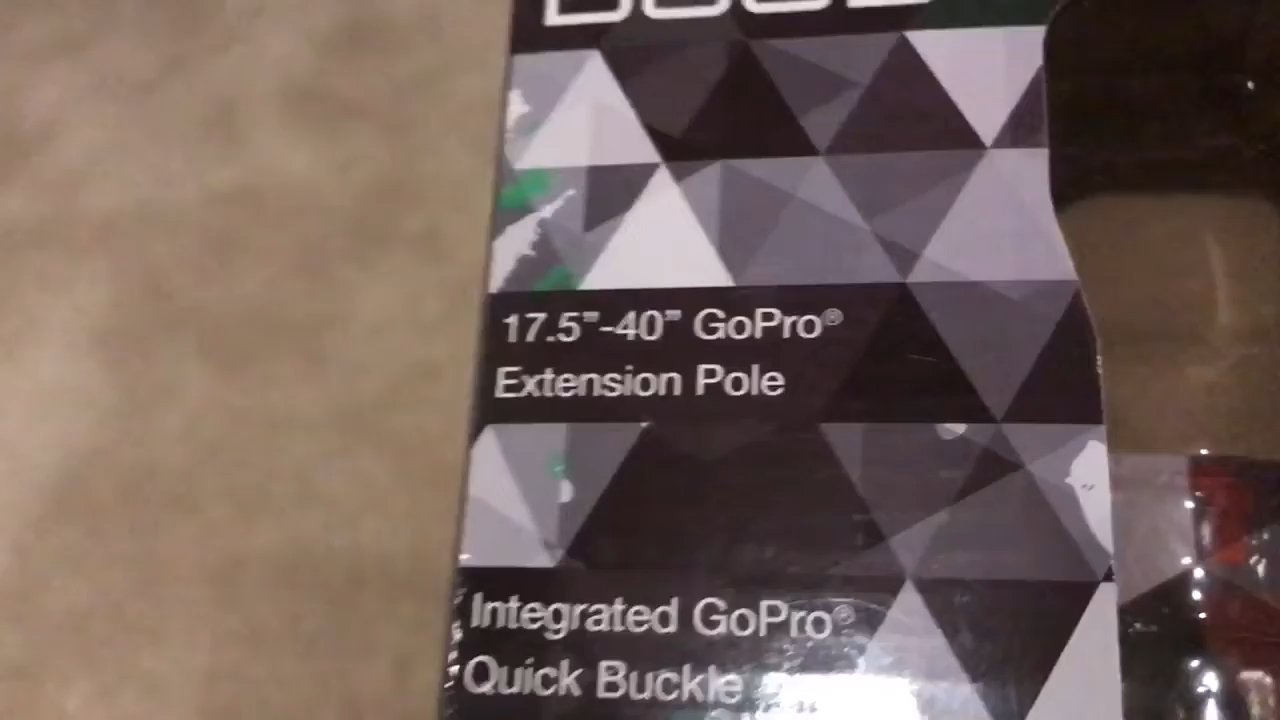 17.5"-40" GoPro®
Extension Pole
Integrated GoPro®
Quick Buckle